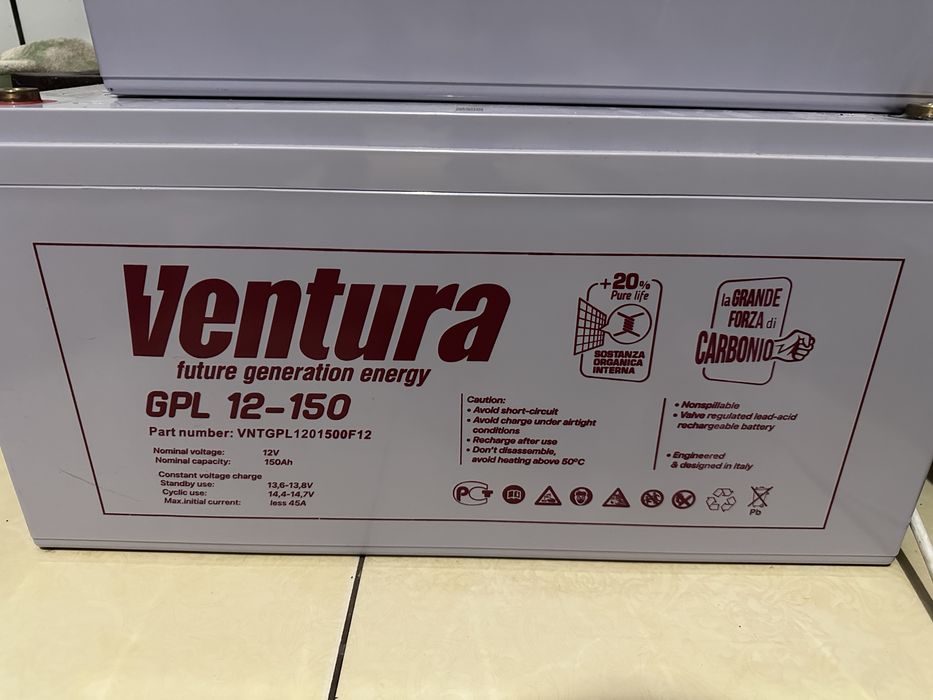 Ventura
future generation energy
GPL 12-150
Part number: VNTGPL1201500F12
Nominal voltage: 12V
Nominal capacity: 150Ah
Constant voltage charge
Standby use: 13,6-13,8V
Cyclic use: 14,4-14,7V
Max.initial current: less 45A
+20%
Pure life
SOSTANZA
ORGANICA
INTERNA
la GRANDE
FORZA di
CARBONIO
Caution:
• Avoid short-circuit
• Avoid charge under airtight
conditions
• Recharge after use
• Don't disassemble,
avoid heating above 50°C
• Nonspillable
• Valve regulated lead-acid
rechargeable battery
• Engineered
& designed in Italy
PCT
Pb